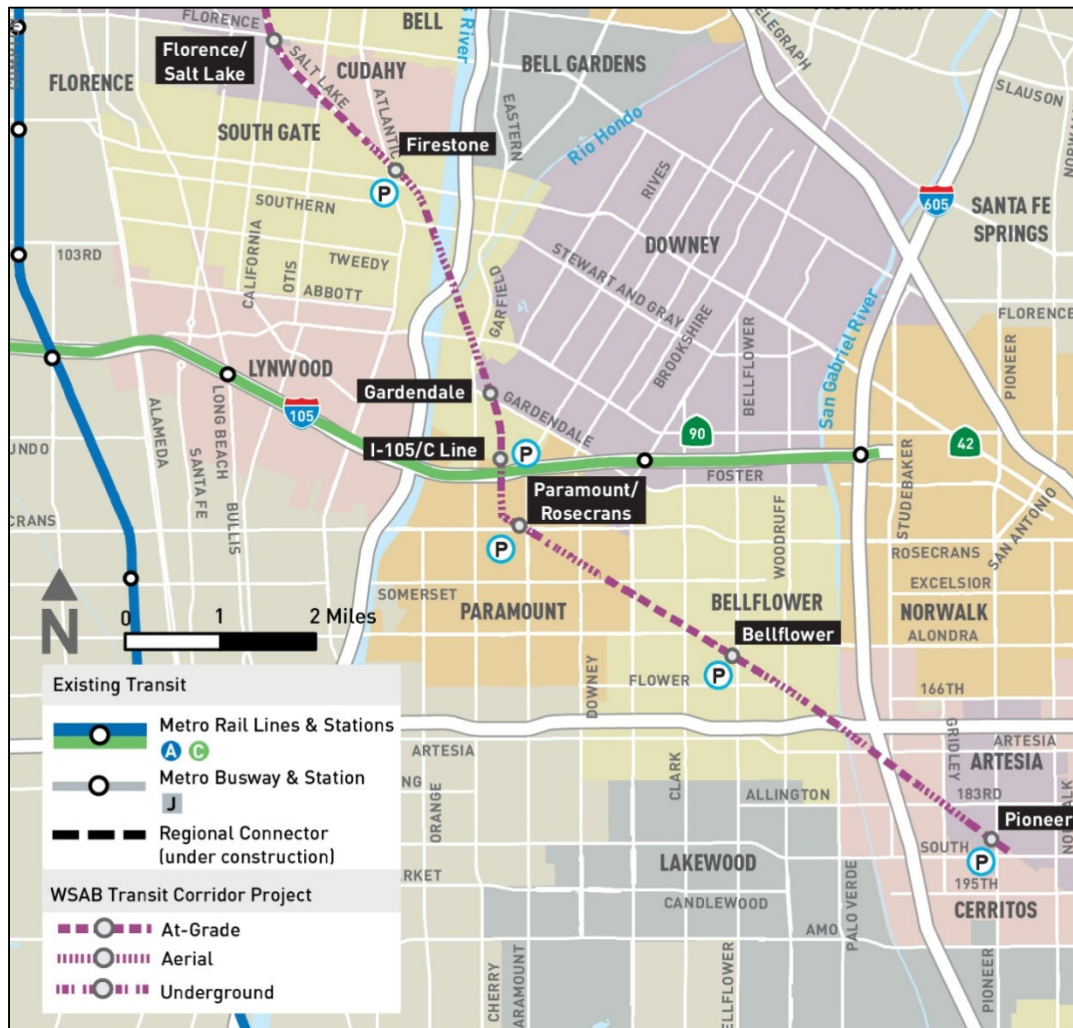 FLORENCE
BELL
TELEGRAPH
River
Florence/
Salt Lake
SALT LAKE
CUDAHY
ATLANTIC
BELL GARDENS
EASTERN
Rio Hondo
SLAUSON
FLORENCE
SOUTH GATE
Firestone
P
RIVES
605
SANTA FE
SPRINGS
SOUTHERN
DOWNEY
103RD
CALIFORNIA
OTIS
TWEEDY
ABBOTT
GARFIELD
STEWART AND GRAY
BROOKSHIRE
BELLFLOWER
San Gabriel River
FLORENCE
PIONEER
LYNWOOD
Gardendale
GARDENDALE
105
ALAMEDA
LONG BEACH
SANTA FE
BULLIS
I-105/C Line
P
90
42
FOSTER
Paramount/
Rosecrans
P
STUDEBAKER
SAN ANTONIO
WOODRUFF
ROSECRANS
EXCELSIOR
NORWALK
ALONDRA
N
0 1 2 Miles
SOMERSET
PARAMOUNT
BELLFLOWER
Bellflower
P
FLOWER
DOWNEY
166TH
GRIDLEY
ARTESIA
ARTESIA
ARTESIA
183RD
Pioneer
SOUTH
P
195TH
CERRITOS
PIONEER
ORANGE
CLARK
ALLINGTON
LAKEWOOD
CANDLEWOOD
PALO VERDE
CHERRY
Existing Transit
Metro Rail Lines & Stations
A C
Metro Busway & Station
J
Regional Connector
(under construction)
WSAB Transit Corridor Project
At-Grade
Aerial
Underground